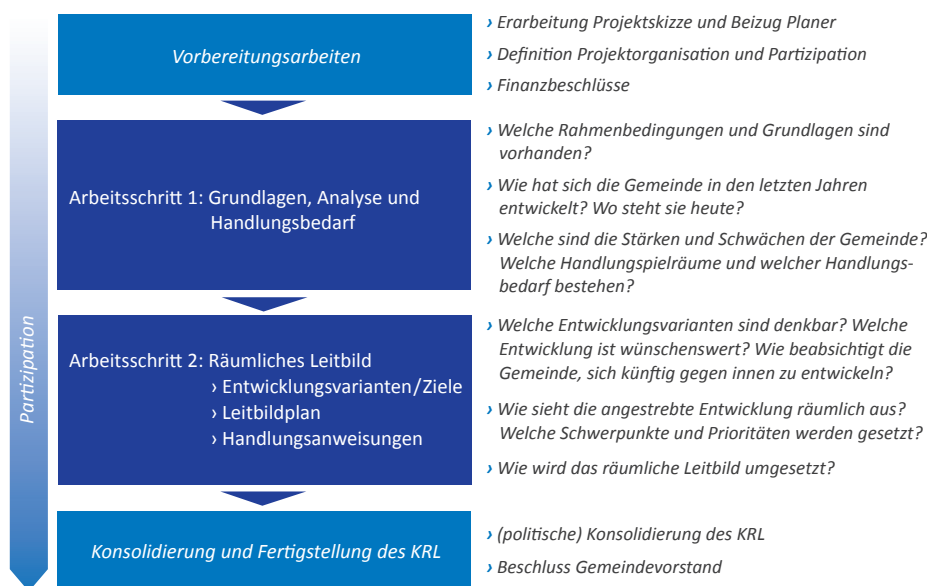 Partizipation
Vorbereitungsarbeiten
› Erarbeitung Projektskizze und Beizug Planer
› Definition Projektorganisation und Partizipation
› Finanzbeschlüsse
Arbeitsschritt 1: Grundlagen, Analyse und
Handlungsbedarf
› Welche Rahmenbedingungen und Grundlagen sind
vorhanden?
› Wie hat sich die Gemeinde in den letzten Jahren
entwickelt? Wo steht sie heute?
› Welche sind die Stärken und Schwächen der Gemeinde?
Welche Handlungspielräume und welcher Handlungs-
bedarf bestehen?
Arbeitsschritt 2: Räumliches Leitbild
› Entwicklungsvarianten/Ziele
› Leitbildplan
› Handlungsanweisungen
› Welche Entwicklungsvarianten sind denkbar? Welche
Entwicklung ist wünschenswert? Wie beabsichtigt die
Gemeinde, sich künftig gegen innen zu entwickeln?
› Wie sieht die angestrebte Entwicklung räumlich aus?
Welche Schwerpunkte und Prioritäten werden gesetzt?
› Wie wird das räumliche Leitbild umgesetzt?
Konsolidierung und Fertigstellung des KRL
› (politische) Konsolidierung des KRL
› Beschluss Gemeindevorstand